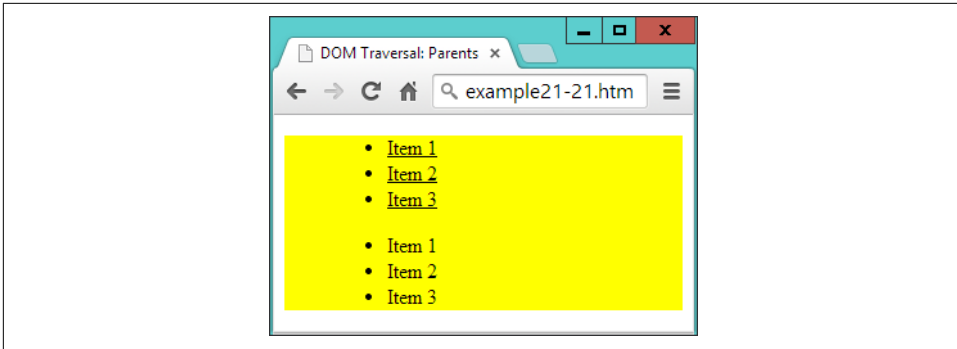 DOM Traversal: Parents
example21-21.htm
Item 1
Item 2
Item 3
Item 1
Item 2
Item 3